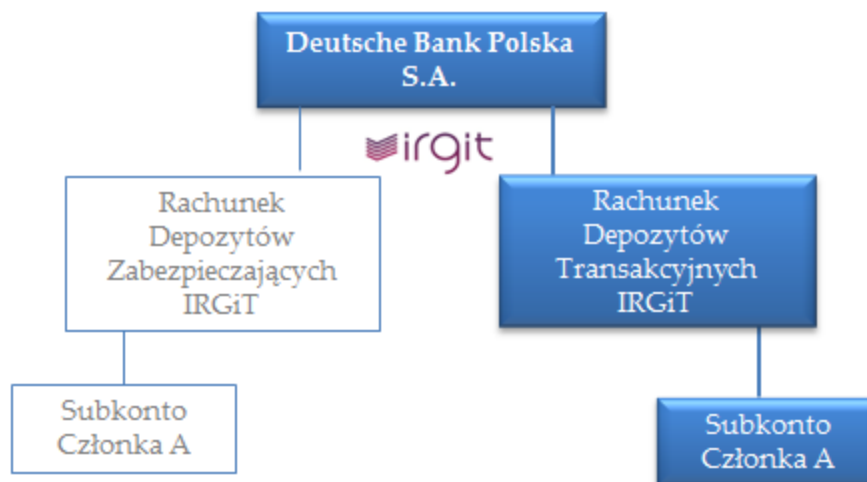 Deutsche Bank Polska
S.A.
irgit
Rachunek
Depozytów
Zabezpieczających
IRGiT
Rachunek
Depozytów
Transakcyjnych
IRGiT
Subkonto
Członka A
Subkonto
Członka A